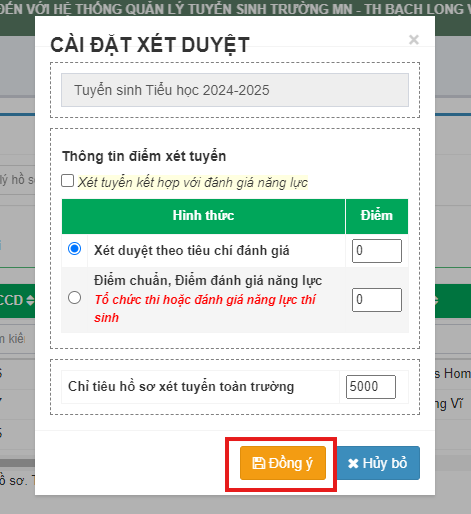 ĐẾN VỚI HỆ THỐNG QUẢN LÝ TUYỂN SINH TRƯỜNG MN - TH BẠCH LONG V
CÀI ĐẶT XÉT DUYỆT ×
Tuyển sinh Tiểu học 2024-2025
Thông tin điểm xét tuyển
lý hồ s
Xét tuyển kết hợp với đánh giá năng lực
Hình thức Điểm
Xét duyệt theo tiêu chí đánh giá 0
Điểm chuẩn, Điểm đánh giá năng lực
Tổ chức thi hoặc đánh giá năng lực thí
sinh
0
CCD
m kiế
Chỉ tiêu hồ sơ xét tuyển toàn trường 5000
s Hom
ng Vĩ
Đồng ý Hủy bỏ
hồ sơ. T